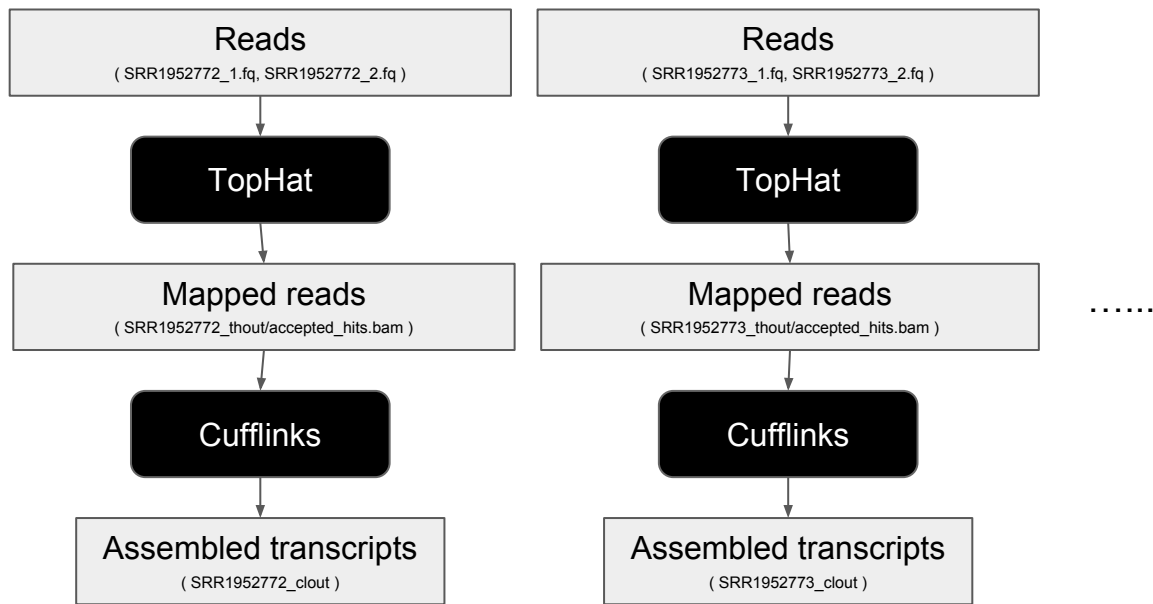 Reads
( SRR1952772_1.fq, SRR1952772_2.fq )
TopHat
Mapped reads
( SRR1952772_thout/accepted_hits.bam )
Cufflinks
Assembled transcripts
( SRR1952772_clout )
Reads
( SRR1952773_1.fq, SRR1952773_2.fq )
TopHat
Mapped reads
( SRR1952773_thout/accepted_hits.bam )
Cufflinks
Assembled transcripts
( SRR1952773_clout )
…...